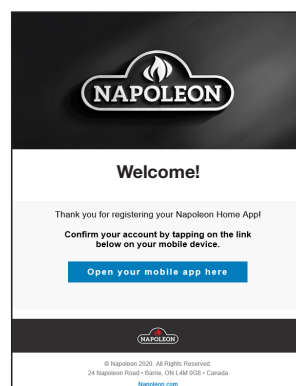 NAPOLEON
Welcome!
Thank you for registering your Napoleon Home App!
Confirm your account by tapping on the link
below on your mobile device.
Open your mobile app here
NAPOLEON
© Napoleon 2020. All Rights Reserved.
24 Napoleon Road • Barrie, ON L4M 0G8 • Canada
Napoleon.com